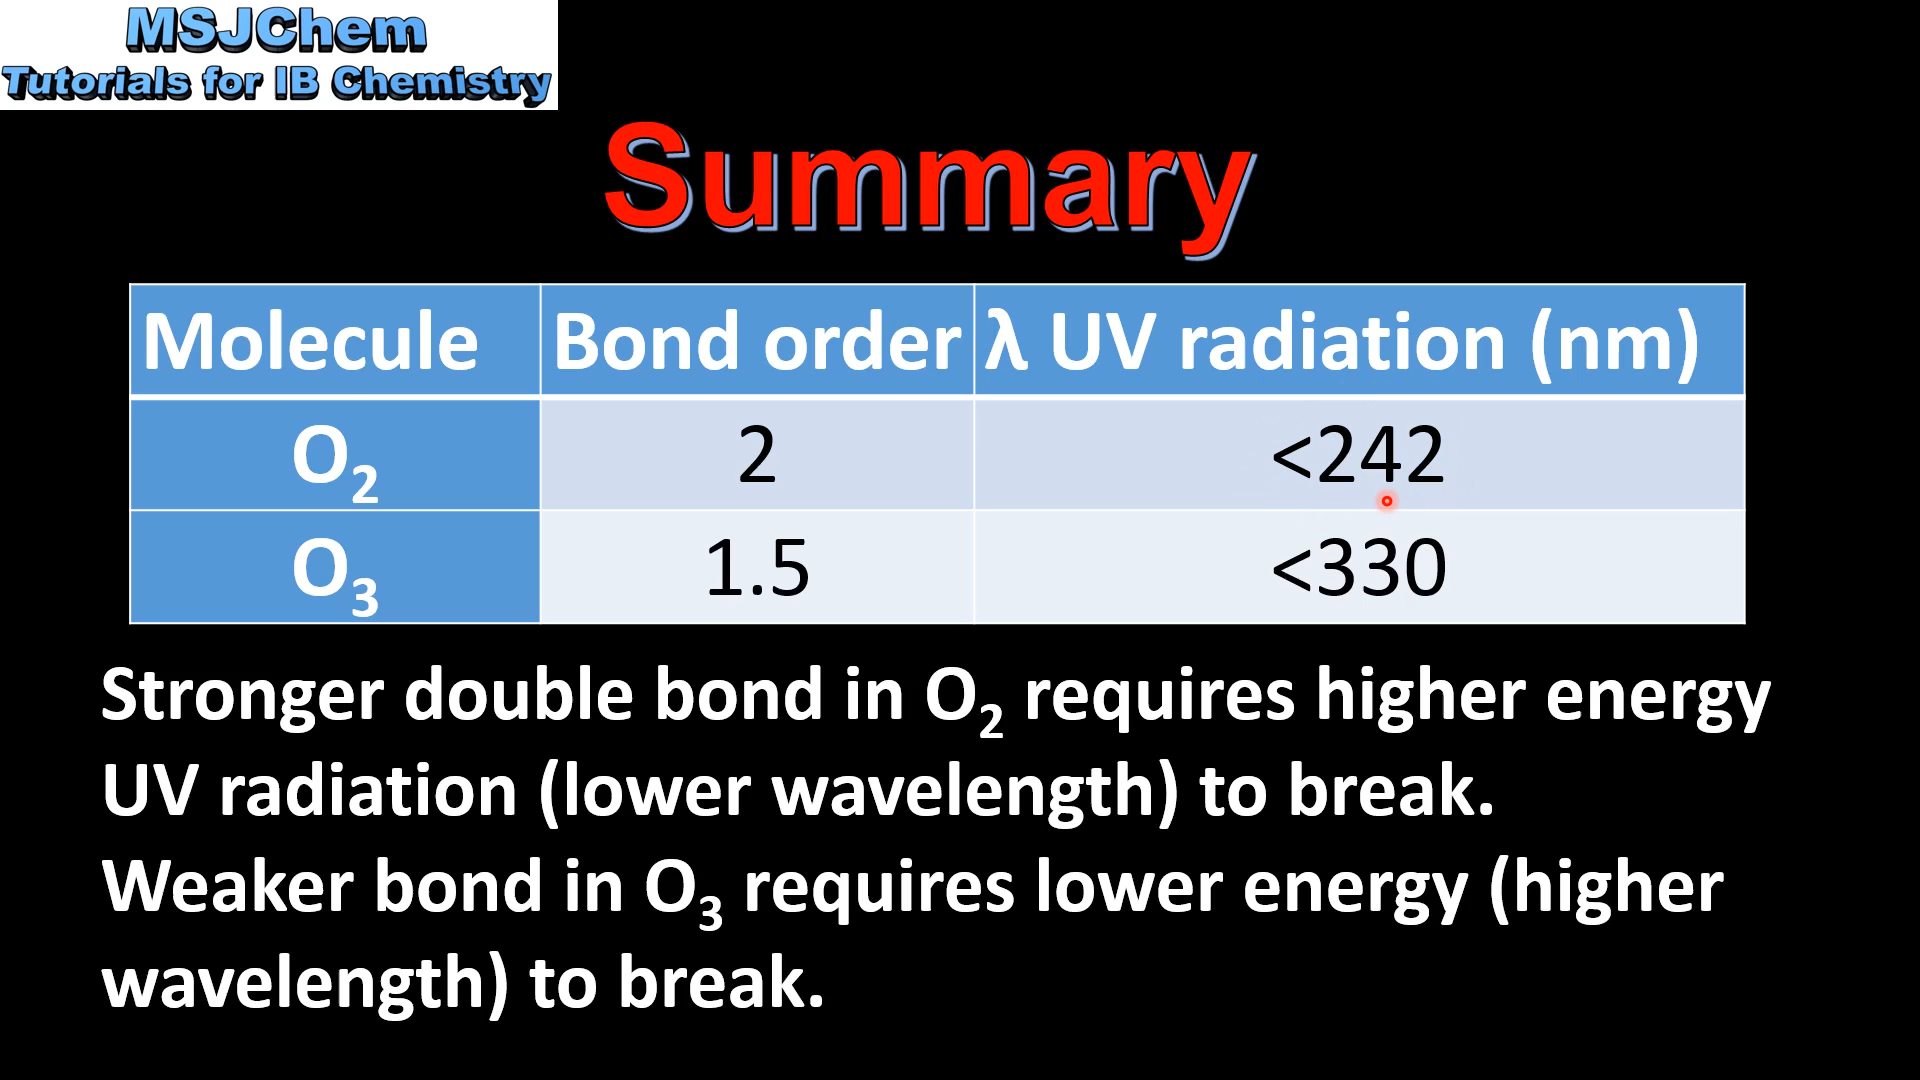 MSJChem
Tutorials for IB Chemistry
Summary
Molecule Bond order λ UV radiation (nm)
O₂ 2 <242
O₃ 1.5 <330
Stronger double bond in O₂ requires higher energy
UV radiation (lower wavelength) to break.
Weaker bond in O₃ requires lower energy (higher
wavelength) to break.